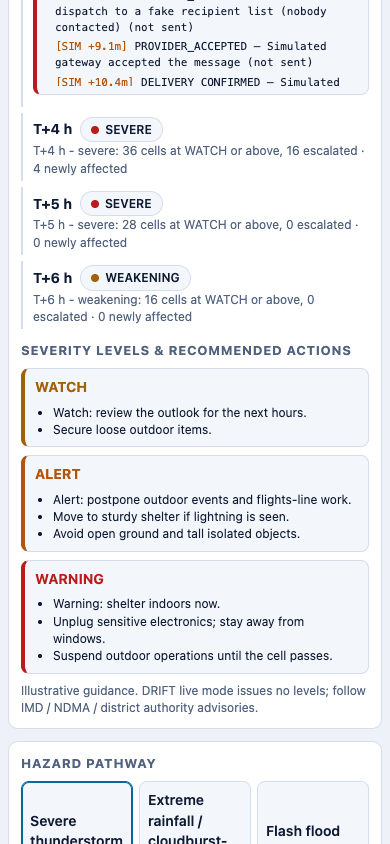 dispatch to a fake recipient list (nobody
contacted) (not sent)
[SIM +9.1m] PROVIDER_ACCEPTED — Simulated
gateway accepted the message (not sent)
[SIM +10.4m] DELIVERY CONFIRMED — Simulated
T+4 h SEVERE
T+4 h - severe: 36 cells at WATCH or above, 16 escalated ·
4 newly affected
T+5 h SEVERE
T+5 h - severe: 28 cells at WATCH or above, 0 escalated ·
0 newly affected
T+6 h WEAKENING
T+6 h - weakening: 16 cells at WATCH or above, 0
escalated · 0 newly affected
SEVERITY LEVELS & RECOMMENDED ACTIONS
WATCH
• Watch: review the outlook for the next hours.
• Secure loose outdoor items.
ALERT
• Alert: postpone outdoor events and flights-line work.
• Move to sturdy shelter if lightning is seen.
• Avoid open ground and tall isolated objects.
WARNING
• Warning: shelter indoors now.
• Unplug sensitive electronics; stay away from
windows.
• Suspend outdoor operations until the cell passes.
Illustrative guidance. DRIFT live mode issues no levels; follow
IMD / NDMA / district authority advisories.
HAZARD PATHWAY
Severe
thunderstorm
Extreme
rainfall /
cloudburst-
Flash flood